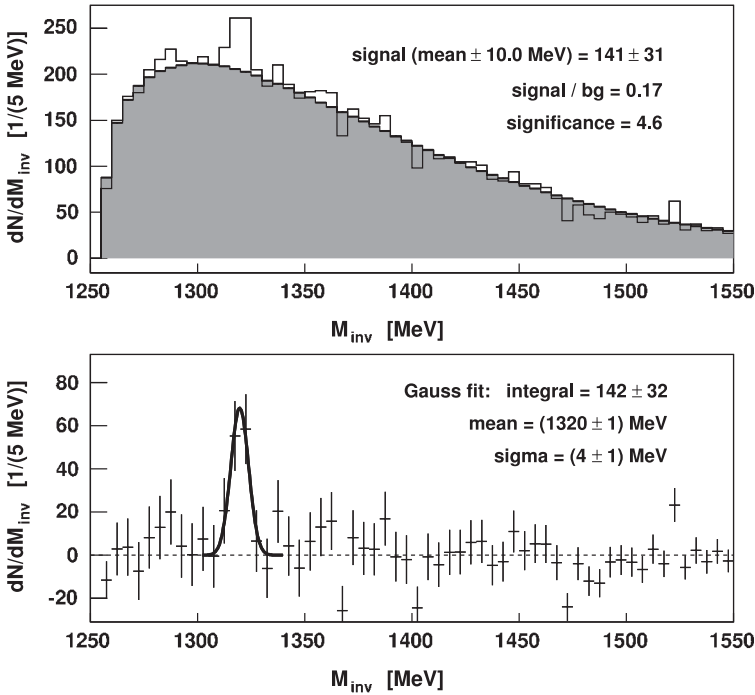 dN/dM_inv [1/(5 MeV)]
250
200
150
100
50
0
signal (mean ± 10.0 MeV) = 141 ± 31
signal / bg = 0.17
significance = 4.6
1250 1300 1350 1400 1450 1500 1550
M_inv [MeV]
dN/dM_inv [1/(5 MeV)]
80
60
40
20
0
-20
Gauss fit: integral = 142 ± 32
mean = (1320 ± 1) MeV
sigma = (4 ± 1) MeV
1250 1300 1350 1400 1450 1500 1550
M_inv [MeV]